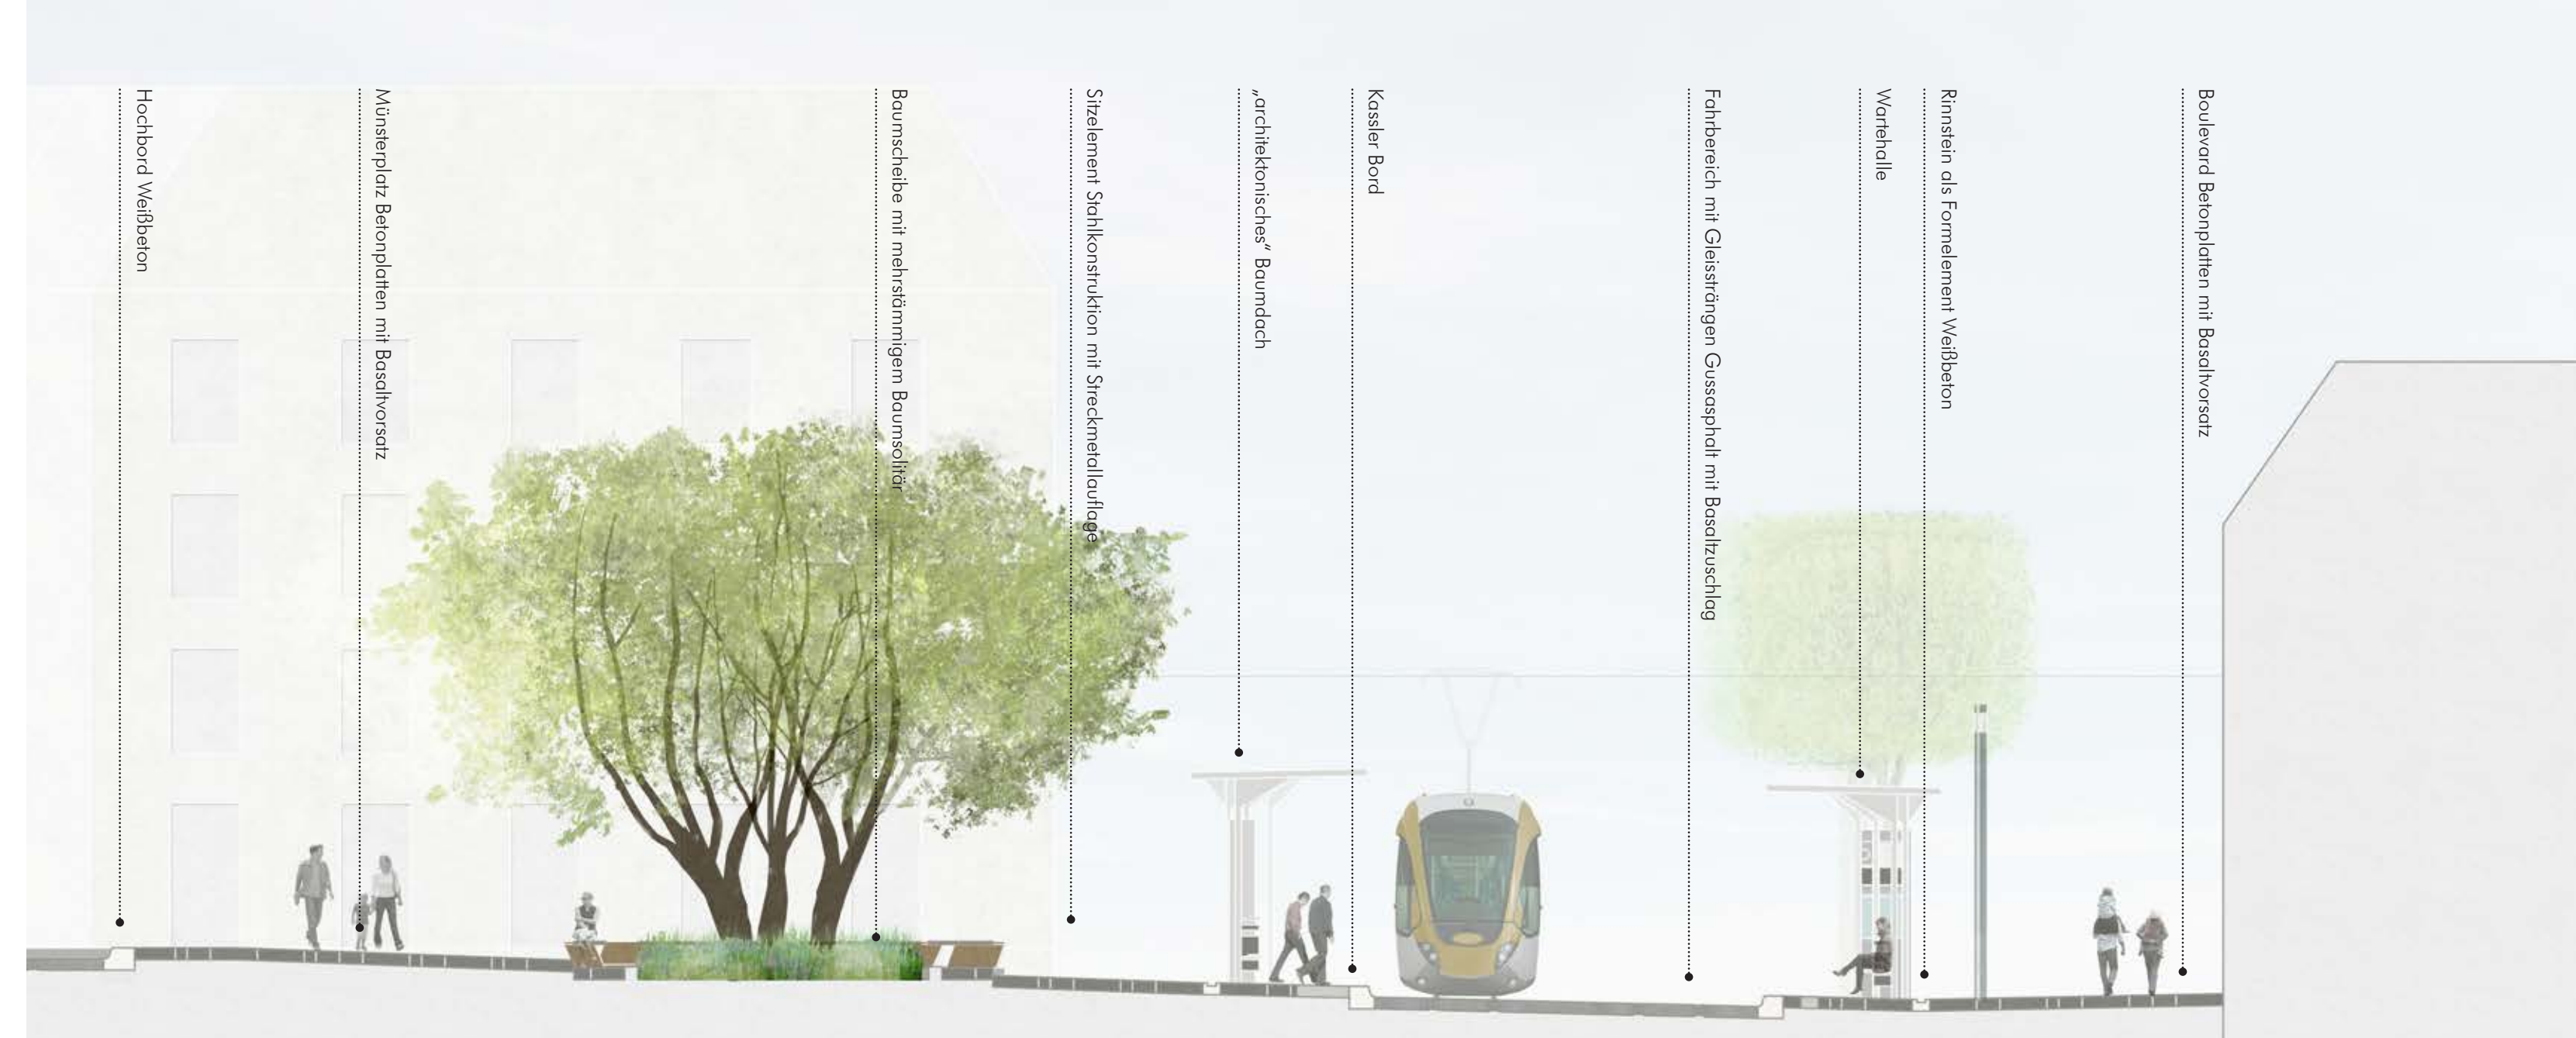 Hochbord Weißbeton
Münsterplatz Betonplatten mit Basaltvorsatz
Baumscheibe mit mehrstämmigem Baumsolitär
Sitzelement Stahlkonstruktion mit Streckmetallauflage
„architektonisches“ Baumdach
Kassler Bord
Fahrbereich mit Gleissträngen Gussasphalt mit Basaltzuschlag
Wartehalle
Rinnstein als Formelement Weißbeton
Boulevard Betonplatten mit Basaltvorsatz